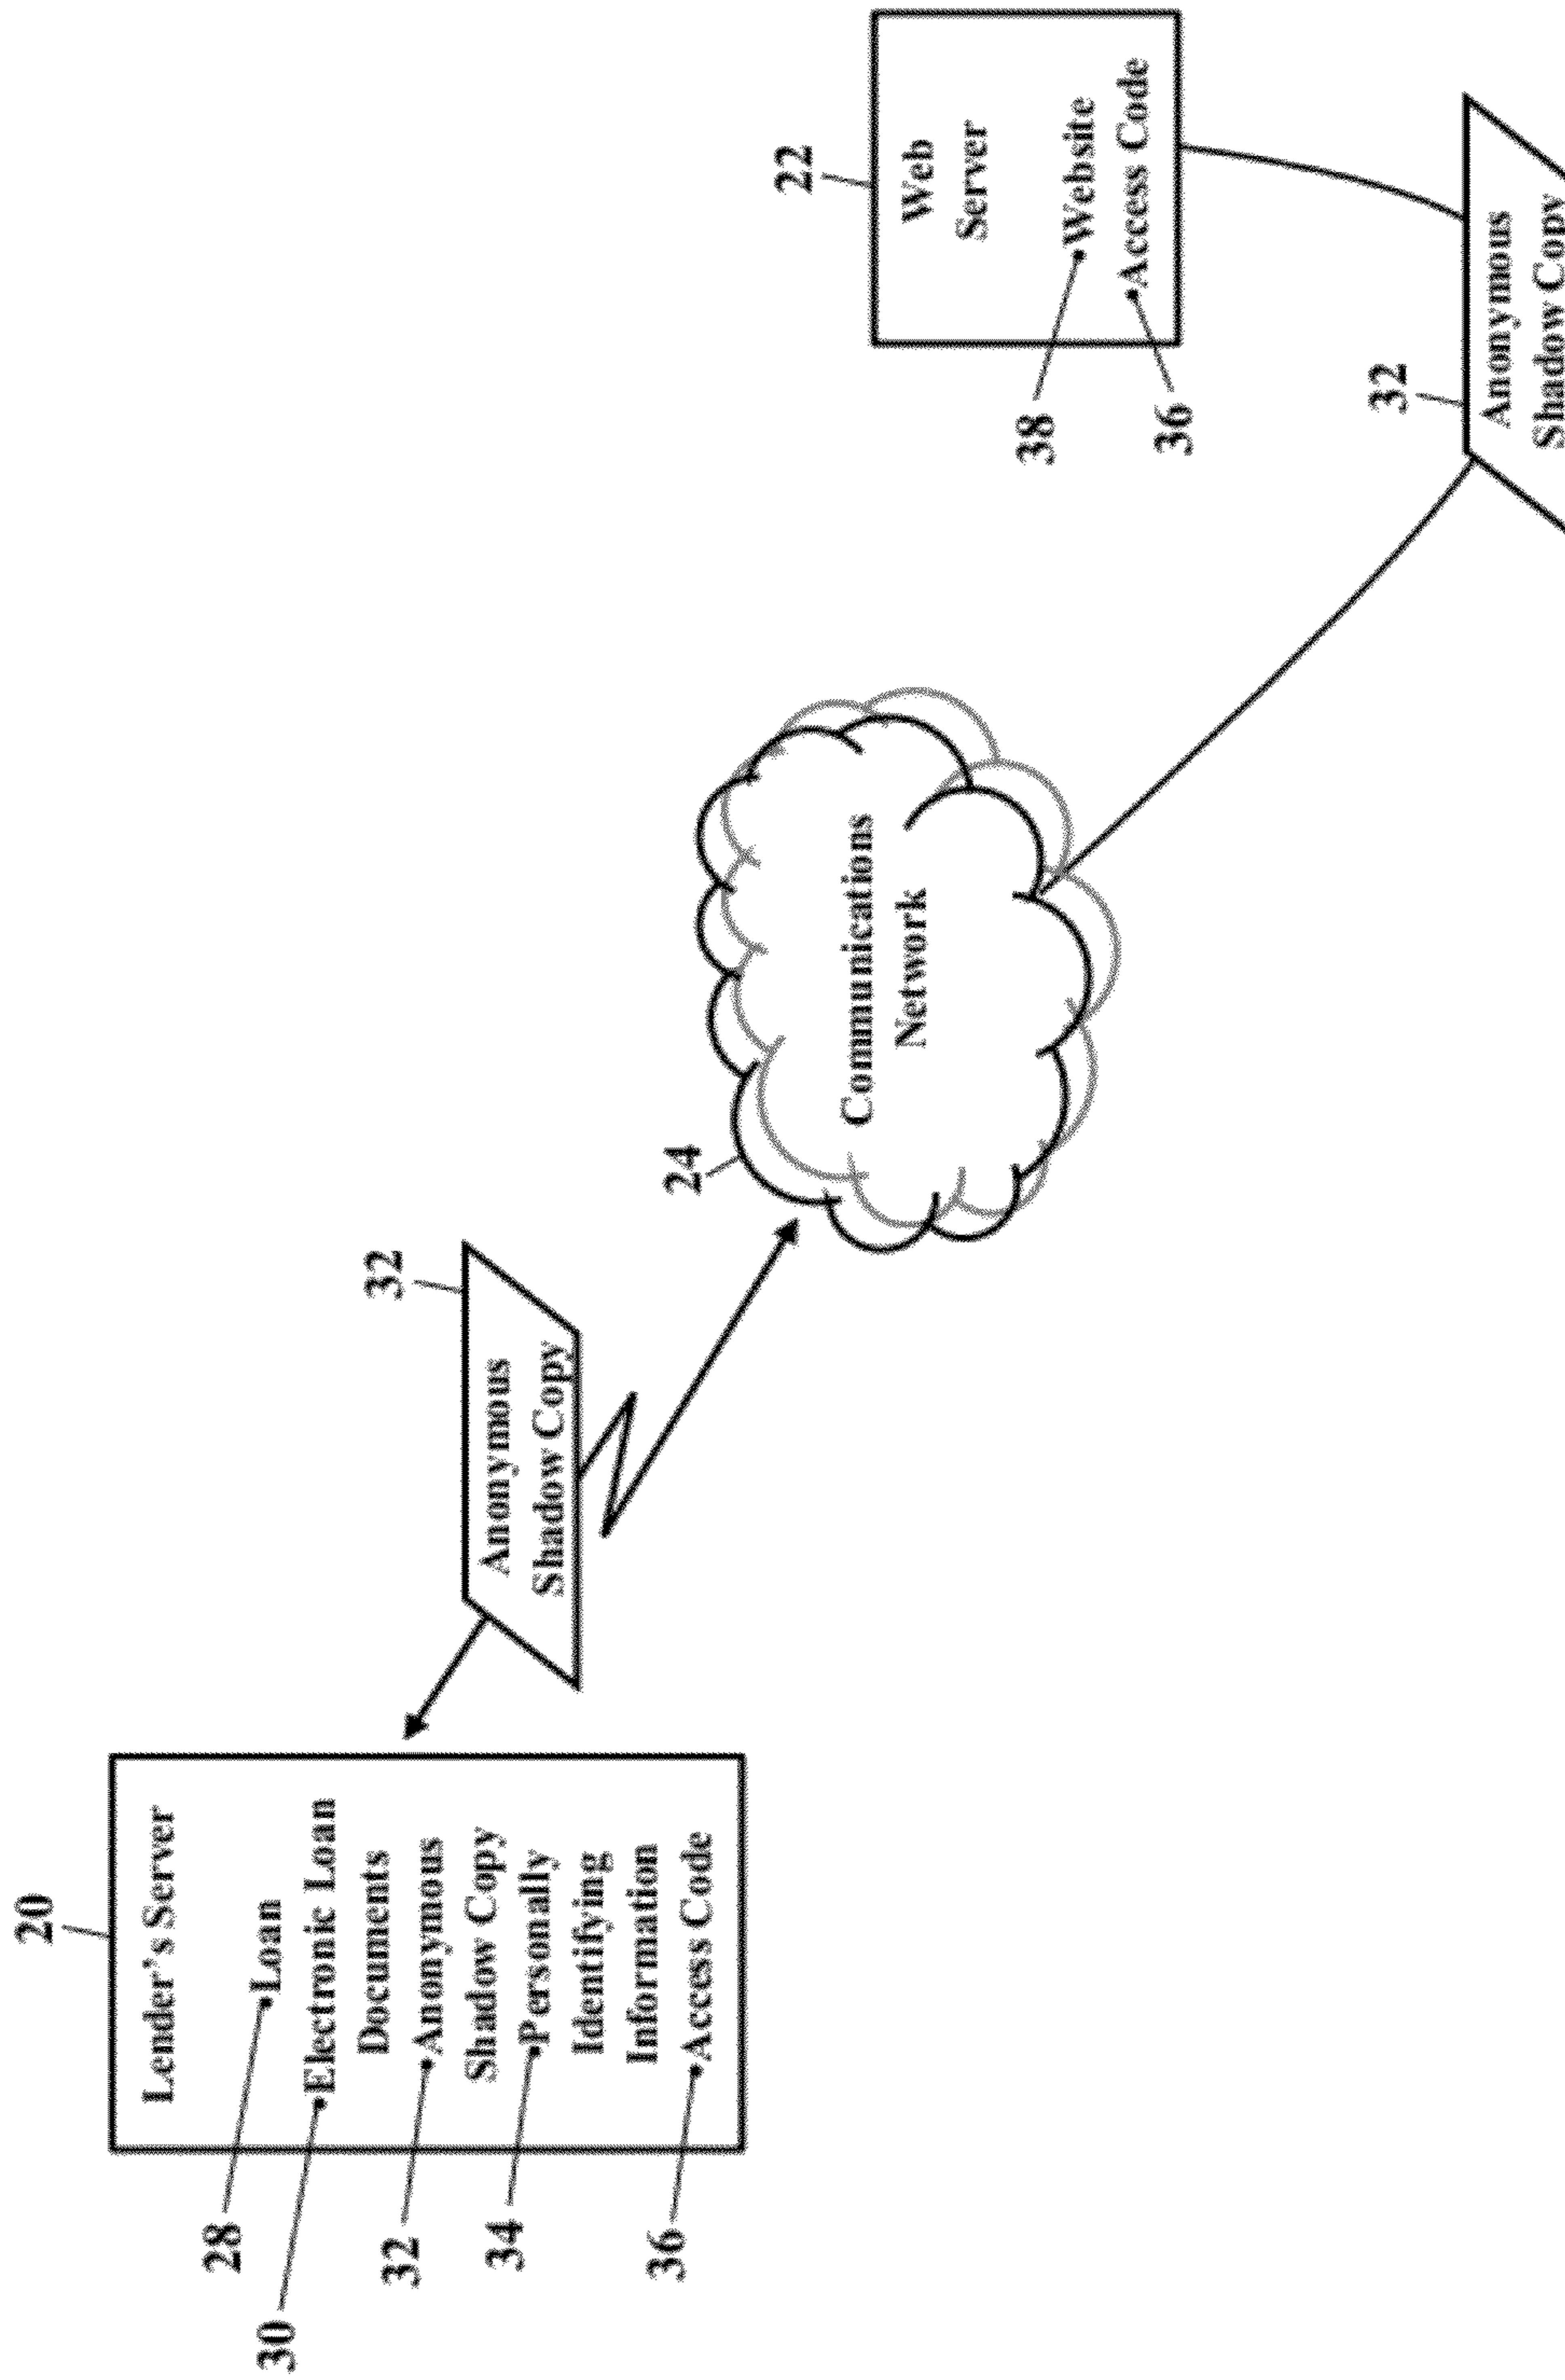 20
Lender's Server
28
•Loan
30
•Electronic Loan
Documents
32
•Anonymous
Shadow Copy
34
•Personally
Identifying
Information
36
•Access Code
32
Anonymous
Shadow Copy
24
Communications
Network
22
Web
Server
38
•Website
36
•Access Code
32
Anonymous
Shadow Copy